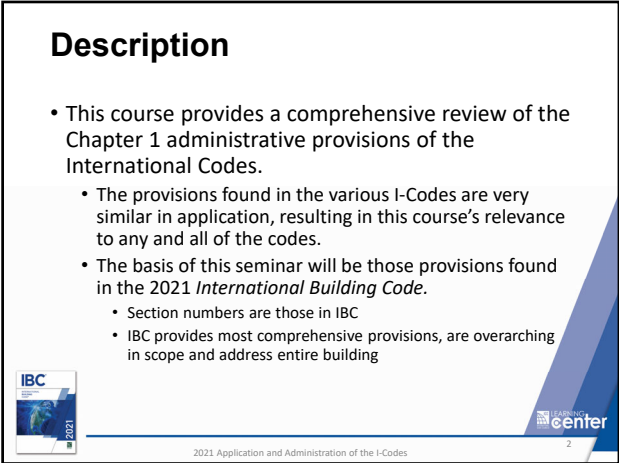 Description
• This course provides a comprehensive review of the
Chapter 1 administrative provisions of the
International Codes.
• The provisions found in the various I-Codes are very
similar in application, resulting in this course's relevance
to any and all of the codes.
• The basis of this seminar will be those provisions found
in the 2021 International Building Code.
• Section numbers are those in IBC
• IBC provides most comprehensive provisions, are overarching
in scope and address entire building
IBC
2021
LEARNING
center
2
2021 Application and Administration of the I-Codes